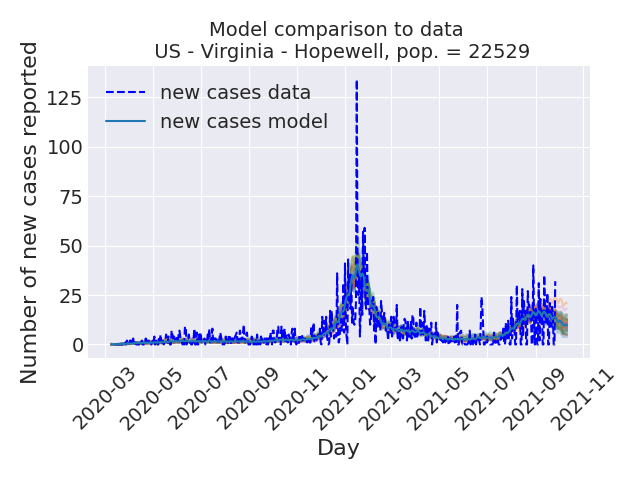 Model comparison to data
US - Virginia - Hopewell, pop. = 22529
Number of new cases reported
125
100
75
50
25
0
new cases data
new cases model
2020-03
2020-05
2020-07
2020-09
2020-11
2021-01
2021-03
2021-05
2021-07
2021-09
2021-11
Day